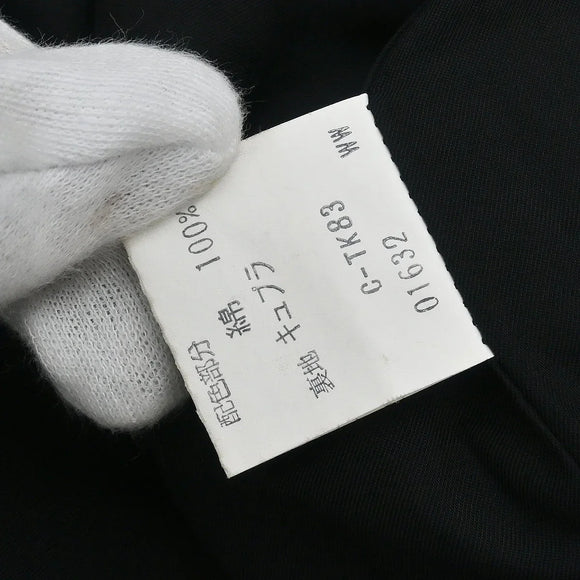 配色部分
綿 100%
裏地 キュプラ
C-TK83
01632 WW